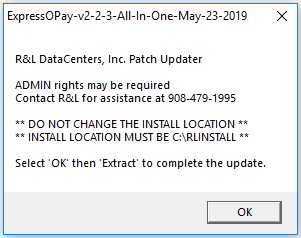 ExpressOPay-v2-2-3-All-In-One-May-23-2019
R&L DataCenters, Inc. Patch Updater
ADMIN rights may be required
Contact R&L for assistance at 908-479-1995
** DO NOT CHANGE THE INSTALL LOCATION **
** INSTALL LOCATION MUST BE C:\RLINSTALL **
Select 'OK' then 'Extract' to complete the update.
OK